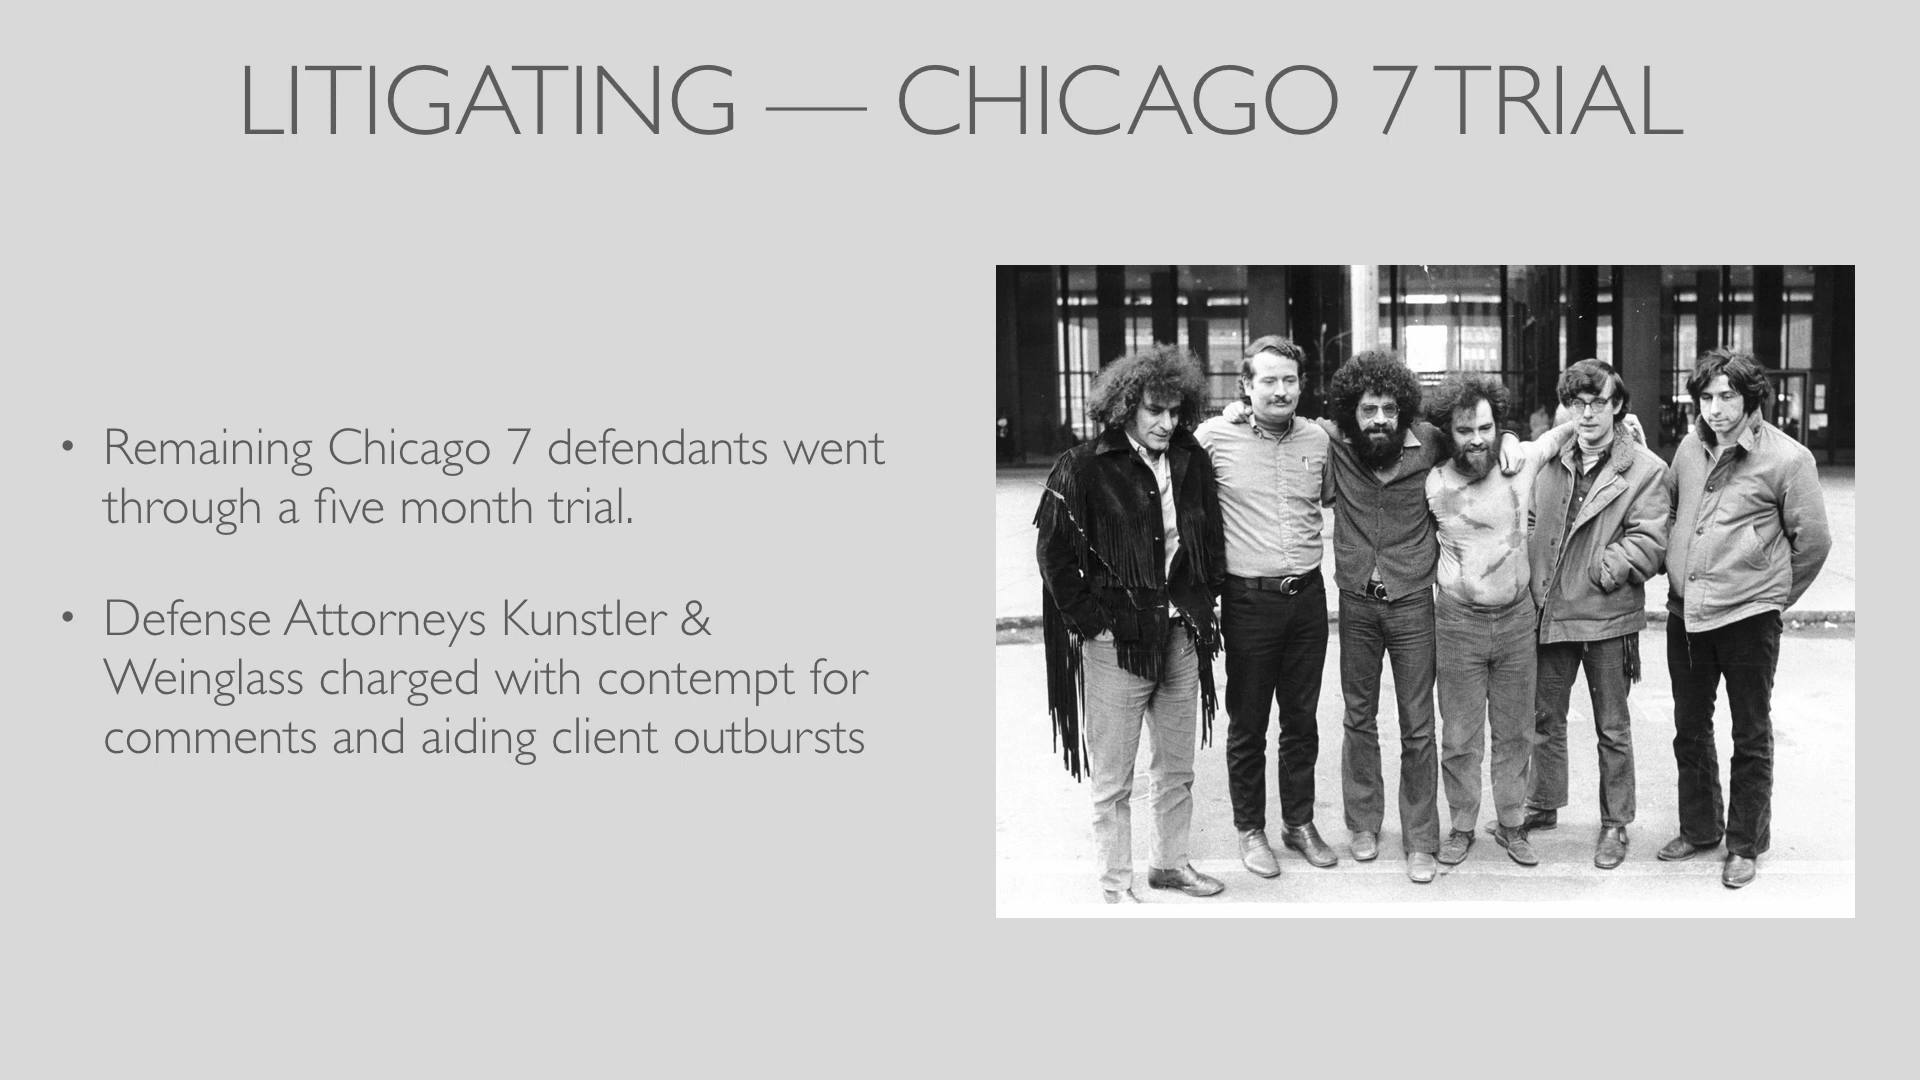 LITIGATING — CHICAGO 7 TRIAL
• Remaining Chicago 7 defendants went
through a five month trial.
• Defense Attorneys Kunstler &
Weinglass charged with contempt for
comments and aiding client outbursts